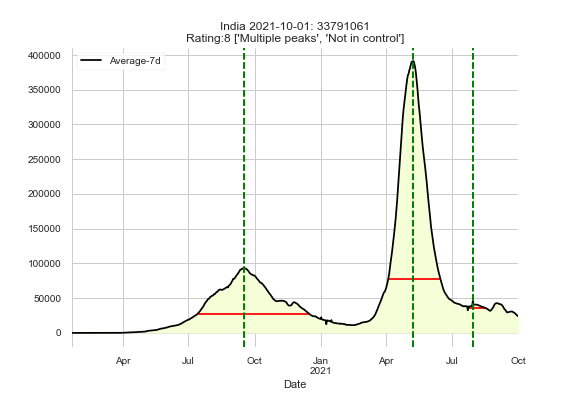 India 2021-10-01: 33791061
Rating:8 ['Multiple peaks', 'Not in control']
Average-7d
400000
350000
300000
250000
200000
150000
100000
50000
0
Apr Jul Oct Jan Apr Jul Oct
2021
Date